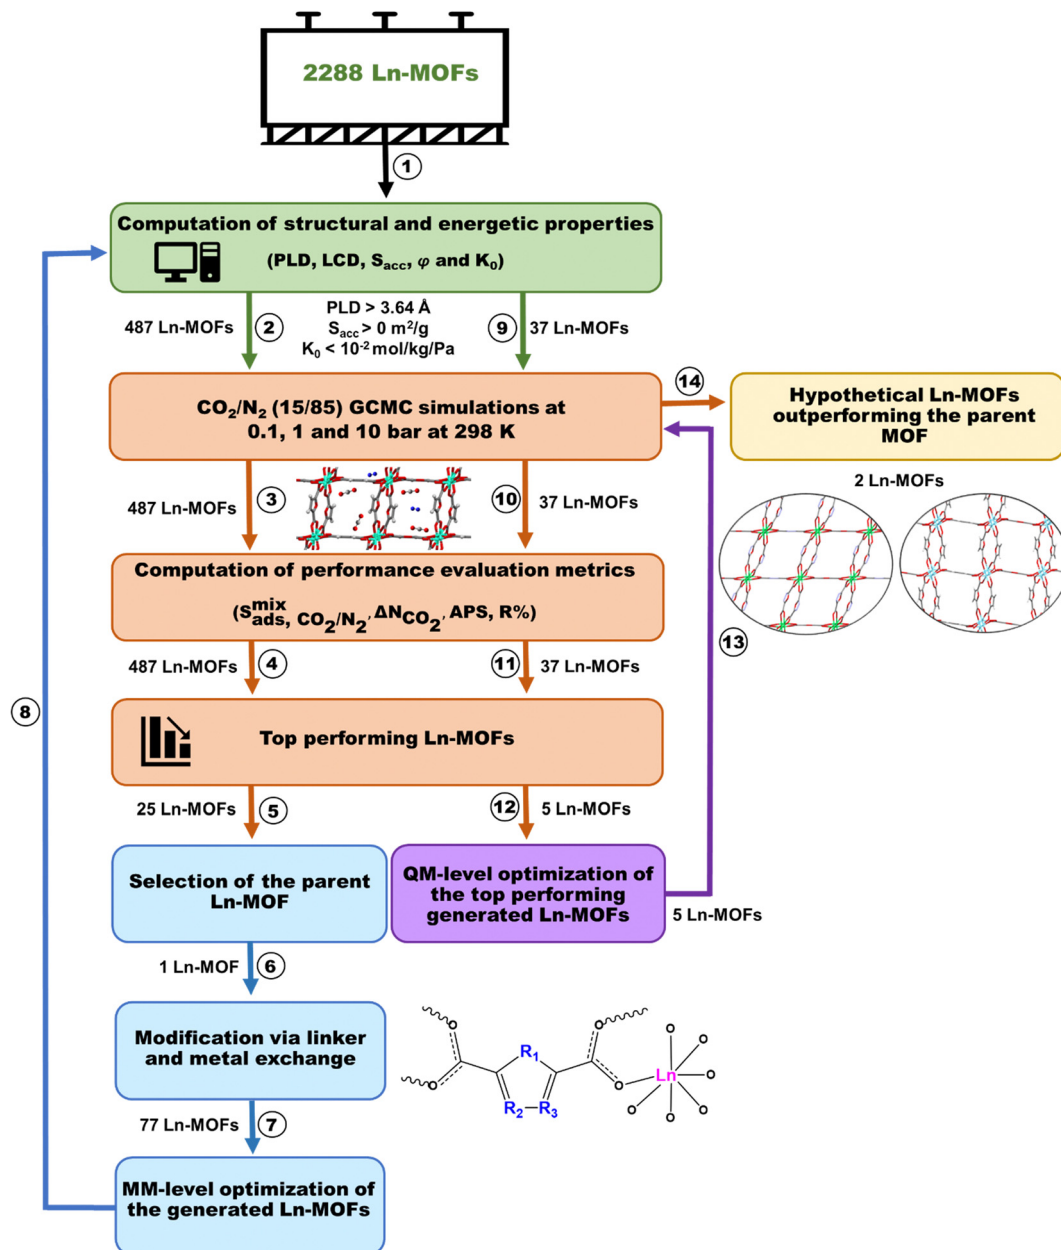 2288 Ln-MOFs
1
Computation of structural and energetic properties
(PLD, LCD, Sacc, φ and K0)
487 Ln-MOFs
2
PLD > 3.64 Å
Sacc > 0 m²/g
K0 < 10⁻² mol/kg/Pa
9
37 Ln-MOFs
CO2/N2 (15/85) GCMC simulations at
0.1, 1 and 10 bar at 298 K
14
Hypothetical Ln-MOFs
outperforming the parent
MOF
2 Ln-MOFs
487 Ln-MOFs
3
10
37 Ln-MOFs
Computation of performance evaluation metrics
(S mix ads, CO2/N2, ΔNCO2, APS, R%)
487 Ln-MOFs
4
11
37 Ln-MOFs
13
8
Top performing Ln-MOFs
25 Ln-MOFs
5
12
5 Ln-MOFs
Selection of the parent
Ln-MOF
QM-level optimization of
the top performing
generated Ln-MOFs
5 Ln-MOFs
1 Ln-MOF
6
Modification via linker
and metal exchange
O
O
O
O
R1
R2
R3
Ln
O
O
O
O
O
O
77 Ln-MOFs
7
MM-level optimization of
the generated Ln-MOFs